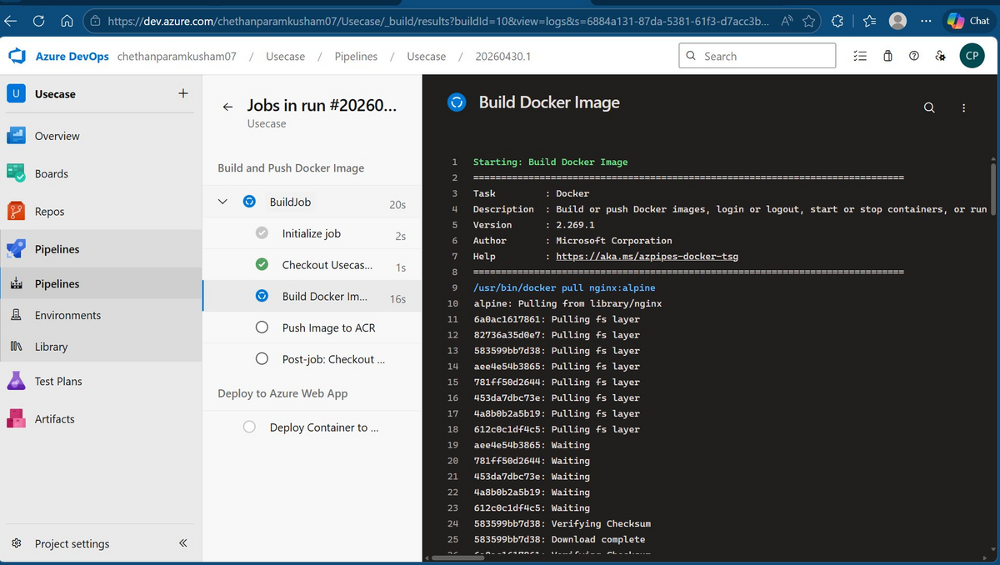 https://dev.azure.com/chethanparamkusham07/Usecase/_build/results?buildId=10&view=logs&s=6884a131-87da-5381-61f3-d7acc3b...
Chat
Azure DevOps chethanparamkusham07 / Usecase / Pipelines / Usecase / 20260430.1
Search
CP
U Usecase
Overview
Boards
Repos
Pipelines
Pipelines
Environments
Library
Test Plans
Artifacts
Project settings
Jobs in run #20260...
Usecase
Build and Push Docker Image
BuildJob 20s
Initialize job 2s
Checkout Usecas... 1s
Build Docker Im... 16s
Push Image to ACR
Post-job: Checkout ...
Deploy to Azure Web App
Deploy Container to ...
Build Docker Image
1 Starting: Build Docker Image
2 ==============================================================================
3 Task : Docker
4 Description : Build or push Docker images, login or logout, start or stop containers, or run
5 Version : 2.269.1
6 Author : Microsoft Corporation
7 Help : https://aka.ms/azpipes-docker-tsg
8 ==============================================================================
9 /usr/bin/docker pull nginx:alpine
10 alpine: Pulling from library/nginx
11 6a0ac1617861: Pulling fs layer
12 82736a35d0e7: Pulling fs layer
13 583599bb7d38: Pulling fs layer
14 aee4e54b3865: Pulling fs layer
15 781ff50d2644: Pulling fs layer
16 453da7dbc73e: Pulling fs layer
17 4a8b0b2a5b19: Pulling fs layer
18 612c0c1df4c5: Pulling fs layer
19 aee4e54b3865: Waiting
20 781ff50d2644: Waiting
21 453da7dbc73e: Waiting
22 4a8b0b2a5b19: Waiting
23 612c0c1df4c5: Waiting
24 583599bb7d38: Verifying Checksum
25 583599bb7d38: Download complete